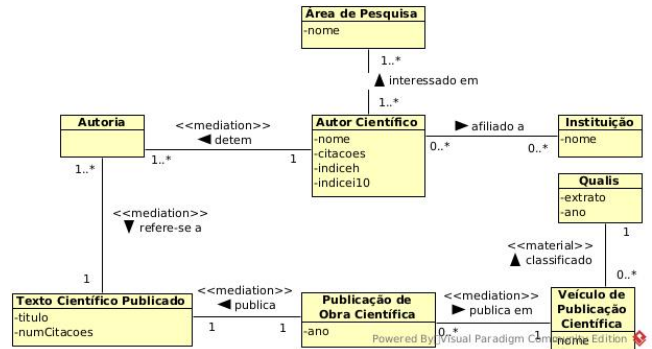 Área de Pesquisa
-nome
1..*
interessado em
1..*
Autoria
<<mediation>>
detem
1..*
1
Autor Científico
-nome
-citacoes
-indiceh
-indicei10
afiliado a
0..*
0..*
Instituição
-nome
1..*
<<mediation>>
refere-se a
1
Qualis
-extrato
-ano
1
<<material>>
classificado
0..*
Texto Científico Publicado
-titulo
-numCitacoes
<<mediation>>
publica
1
1
Publicação de
Obra Científica
-ano
<<mediation>>
publica em
0..*
1
Veículo de
Publicação
Científica
-nome
Powered By Visual Paradigm Community Edition